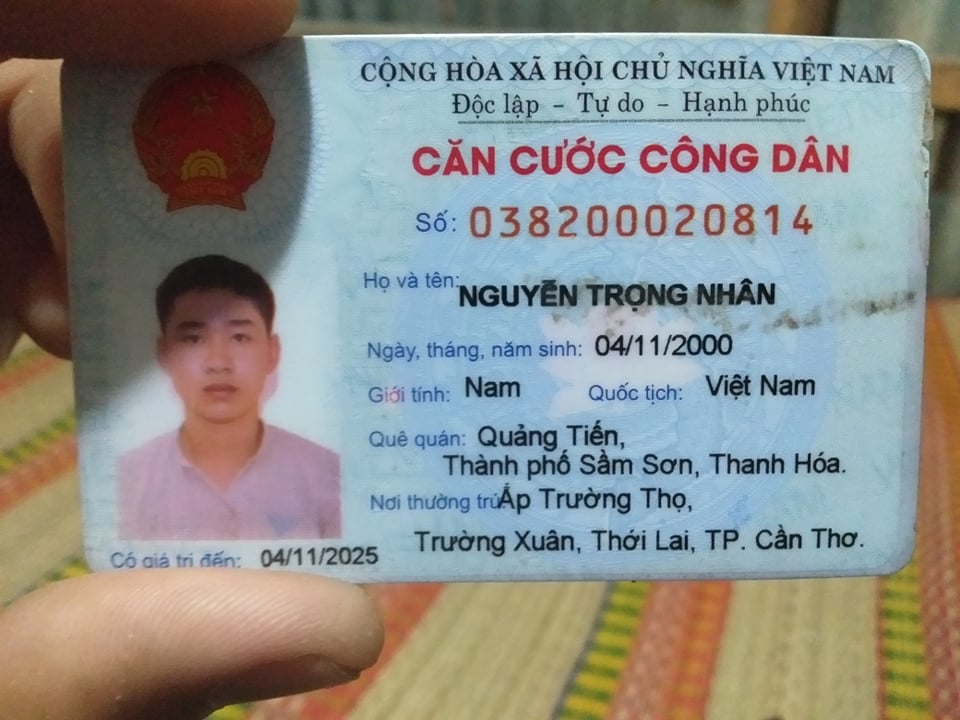 CỘNG HÒA XÃ HỘI CHỦ NGHĨA VIỆT NAM
Độc lập - Tự do - Hạnh phúc
CĂN CƯỚC CÔNG DÂN
Số: 038200020814
Họ và tên: NGUYỄN TRỌNG NHÂN
Ngày, tháng, năm sinh: 04/11/2000
Giới tính: Nam Quốc tịch: Việt Nam
Quê quán: Quảng Tiến,
Thành phố Sầm Sơn, Thanh Hóa.
Nơi thường trú: Ấp Trường Thọ,
Trường Xuân, Thới Lai, TP. Cần Thơ.
Có giá trị đến: 04/11/2025